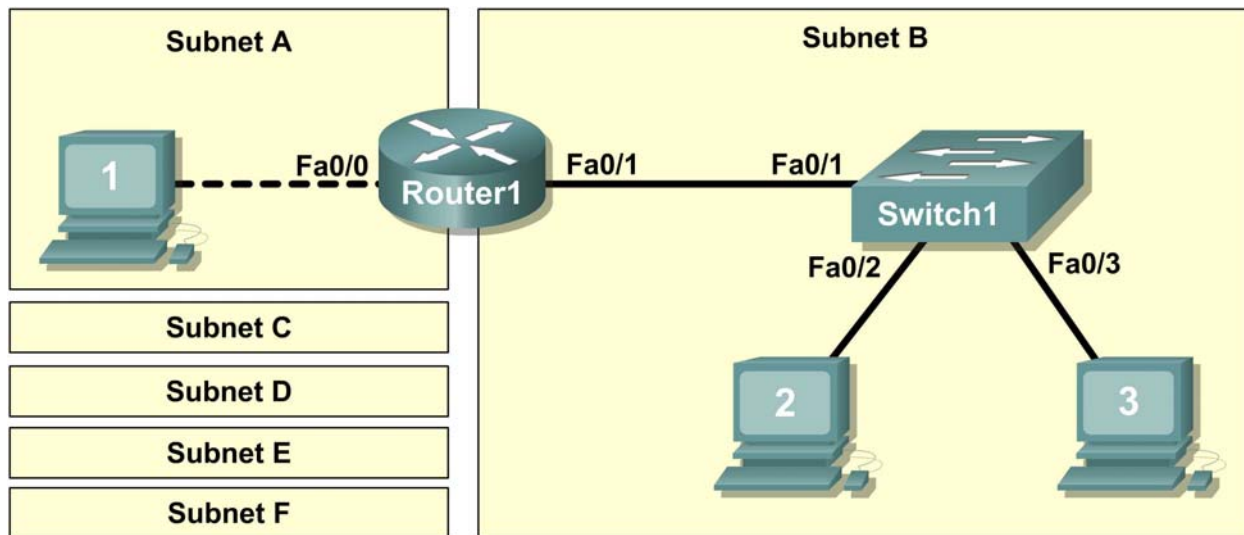 Subnet A
Subnet B
1
Fa0/0
Router1
Fa0/1
Fa0/1
Switch1
Fa0/2
Fa0/3
2
3
Subnet C
Subnet D
Subnet E
Subnet F